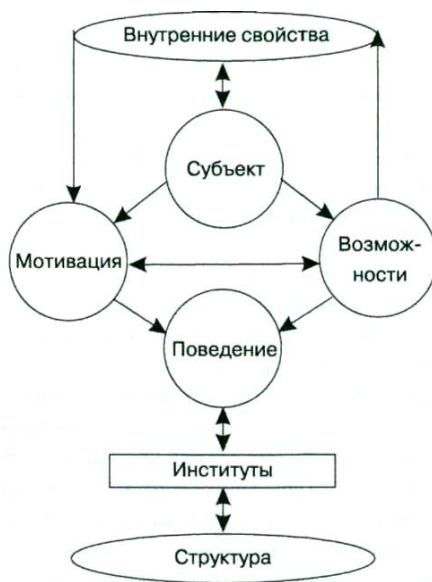 Внутренние свойства
Субъект
Мотивация
Возмож-
ности
Поведение
Институты
Структура